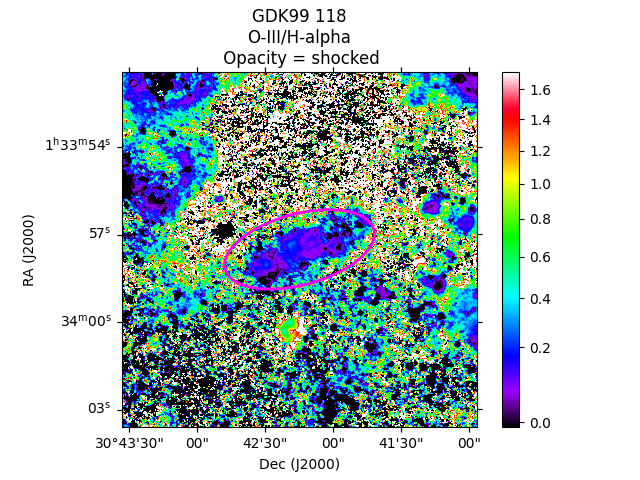 GDK99 118
O-III/H-alpha
Opacity = shocked
1ʰ33ᵐ54ˢ
57ˢ
34ᵐ00ˢ
03ˢ
RA (J2000)
30°43'30" 00" 42'30" 00" 41'30" 00"
Dec (J2000)
1.6
1.4
1.2
1.0
0.8
0.6
0.4
0.2
0.0